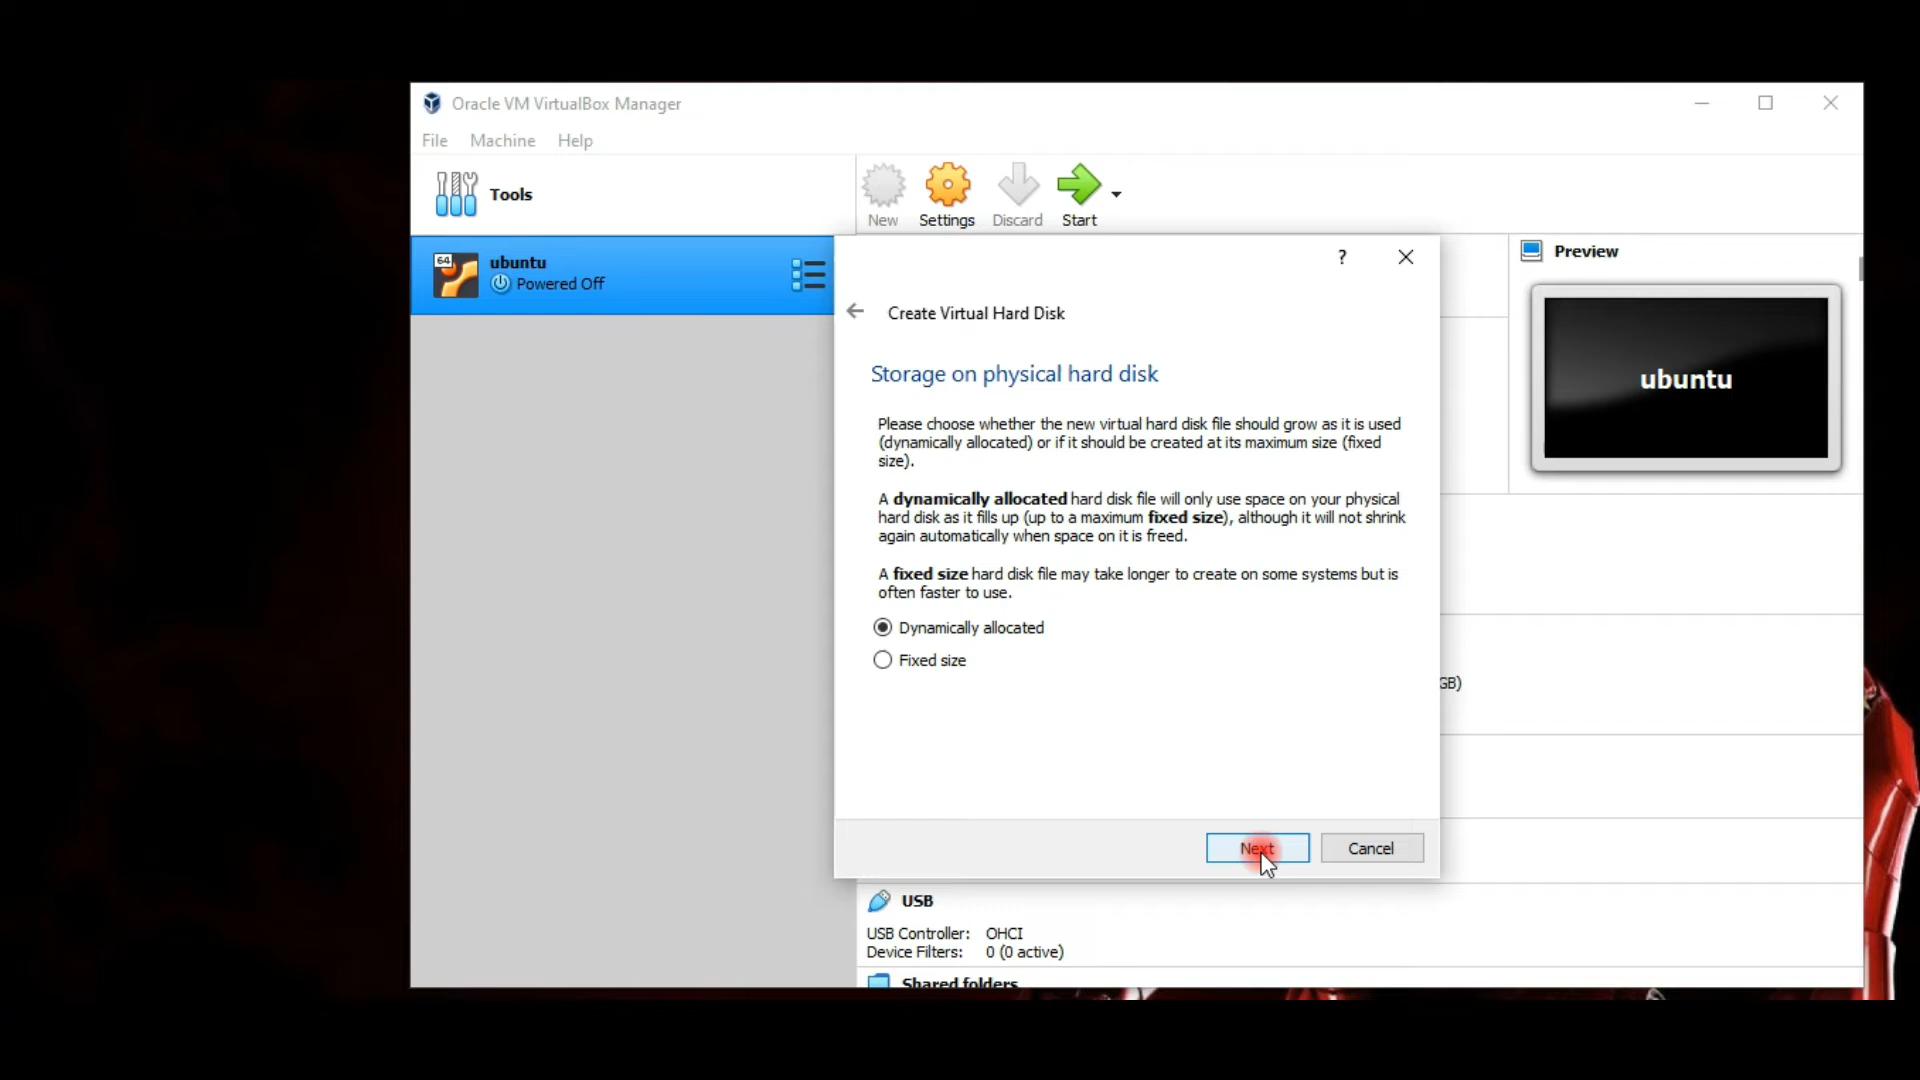 Oracle VM VirtualBox Manager
File Machine Help
Tools
New Settings Discard Start
64
ubuntu
Powered Off
?
Preview
ubuntu
Create Virtual Hard Disk
Storage on physical hard disk
Please choose whether the new virtual hard disk file should grow as it is used
(dynamically allocated) or if it should be created at its maximum size (fixed
size).
A dynamically allocated hard disk file will only use space on your physical
hard disk as it fills up (up to a maximum fixed size), although it will not shrink
again automatically when space on it is freed.
A fixed size hard disk file may take longer to create on some systems but is
often faster to use.
Dynamically allocated
Fixed size
GB)
Next Cancel
USB
USB Controller: OHCI
Device Filters: 0 (0 active)
Shared folders